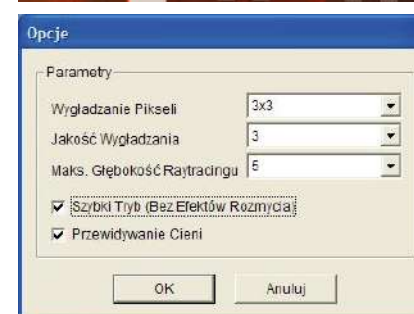 Opcje
Parametry
Wygładzanie Pikseli 3x3
Jakość Wygładzania 3
Maks. Głębokość Raytracingu 5
Szybki Tryb (Bez Efektów Rozmycia)
Przewidywanie Cieni
OK Anuluj